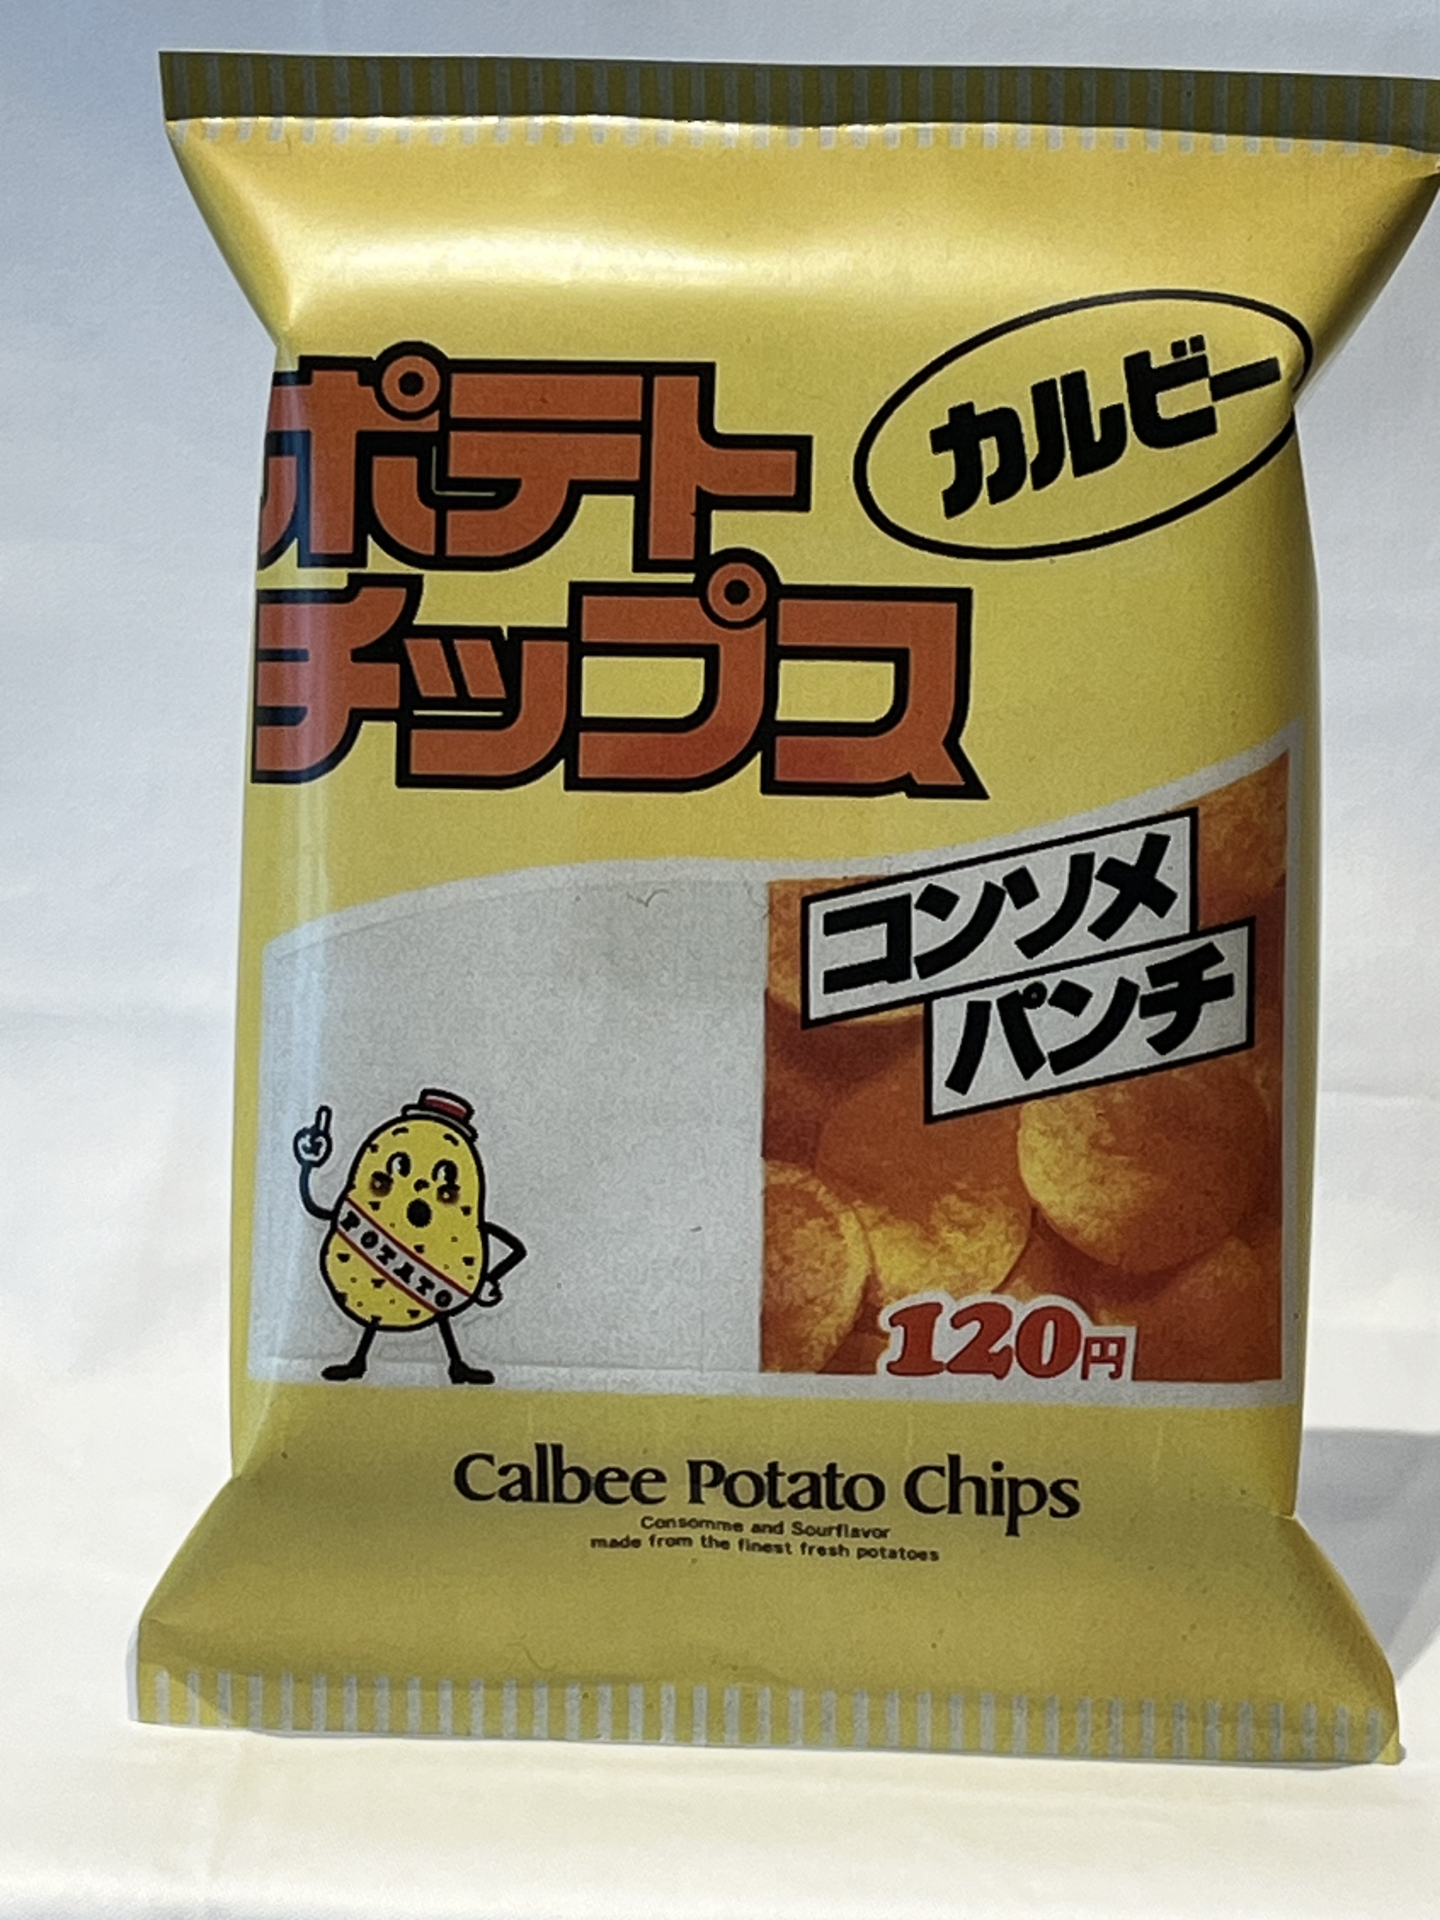 カルビー
ポテト
チップス
コンソメ
パンチ
POTATO
120円
Calbee Potato Chips
Consomme and Sourflavor
made from the finest fresh potatoes